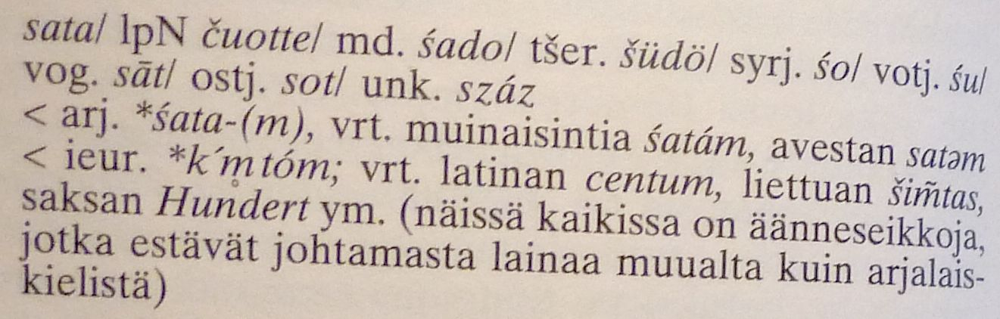 sata/ lpN čuotte/ md. śado/ tšer. šüdö/ syrj. śo/ votj. śu/
vog. sāt/ ostj. sot/ unk. száz
< arj. *śata-(m), vrt. muinaisintia śatám, avestan satəm
< ieur. *k´m̥tóm; vrt. latinan centum, liettuan šim̃tas,
saksan Hundert ym. (näissä kaikissa on äänneseikkoja,
jotka estävät johtamasta lainaa muualta kuin arjalais-
kielistä)